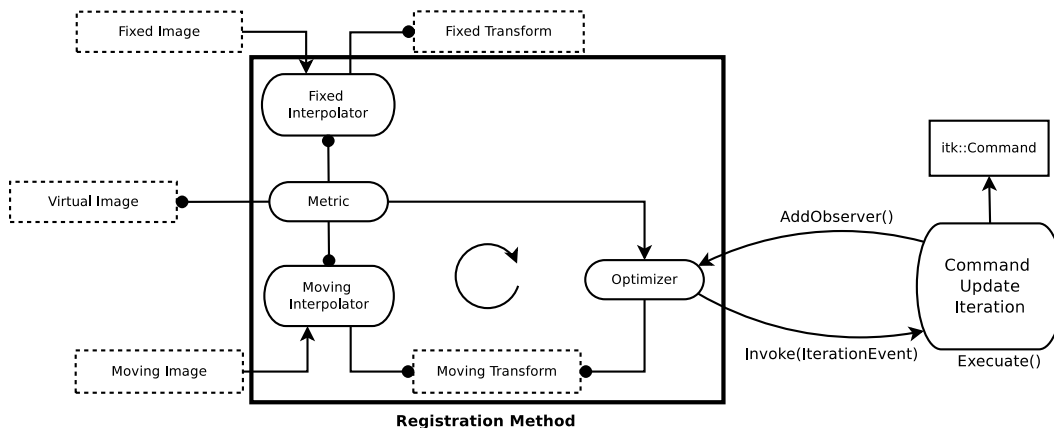 Fixed Image
Fixed Transform
Fixed
Interpolator
itk::Command
Virtual Image
Metric
AddObserver()
Moving
Interpolator
Optimizer
Command
Update
Iteration
Invoke(IterationEvent)
Execuate()
Moving Image
Moving Transform
Registration Method